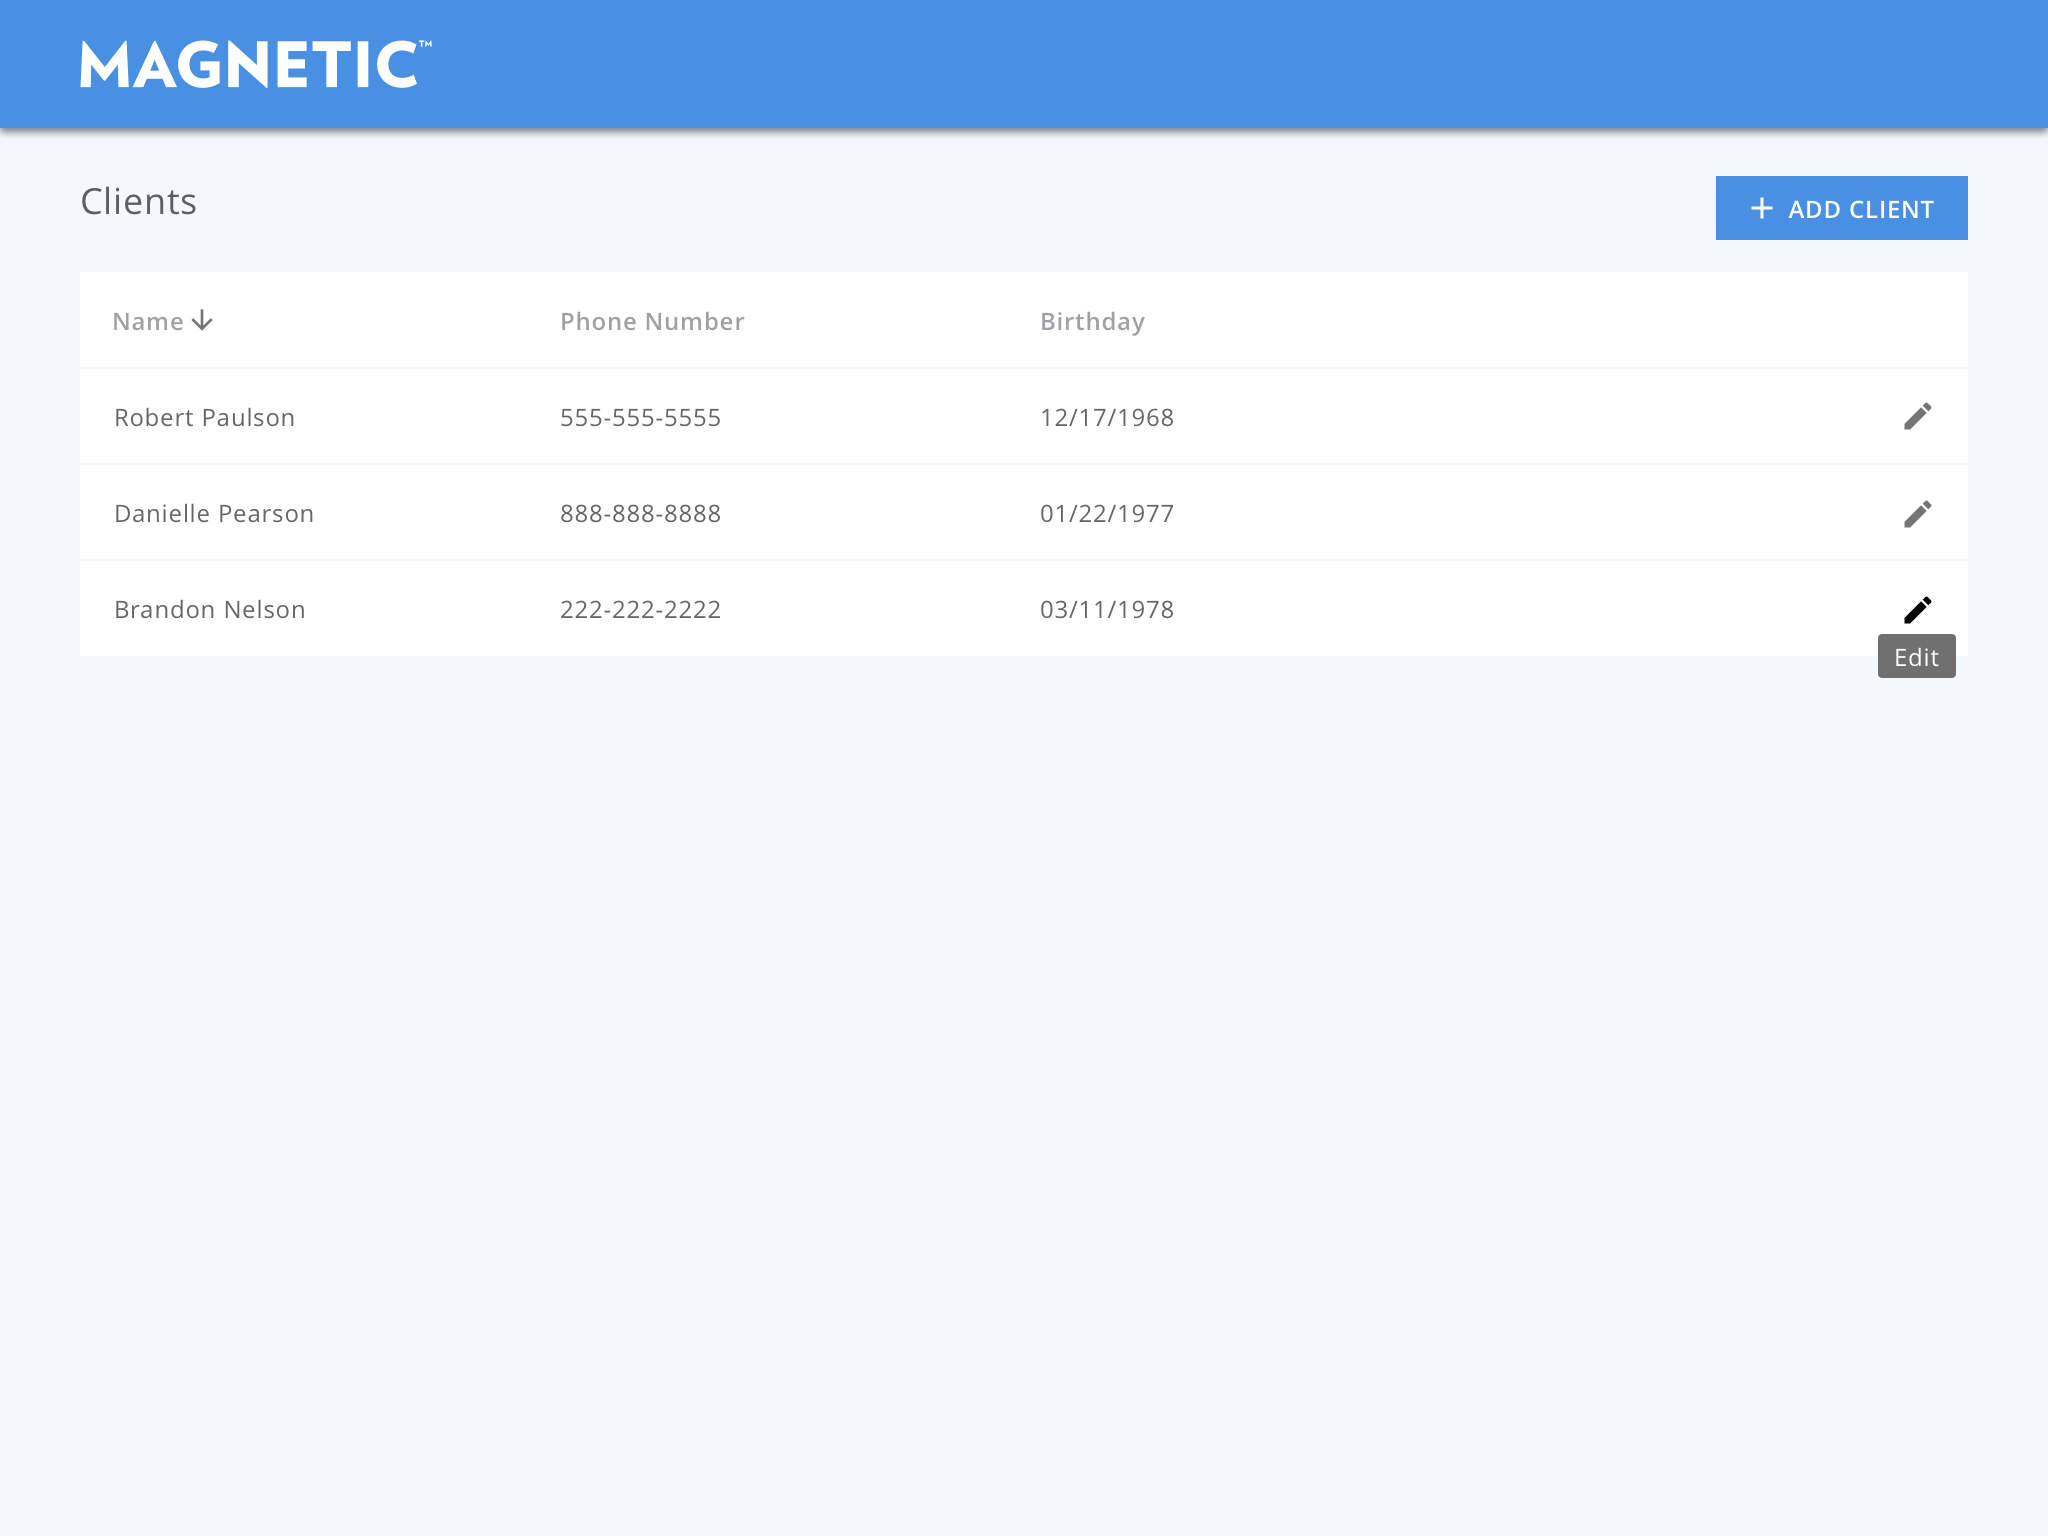 MAGNETIC™
Clients
ADD CLIENT
Name Phone Number Birthday
Robert Paulson 555-555-5555 12/17/1968
Danielle Pearson 888-888-8888 01/22/1977
Brandon Nelson 222-222-2222 03/11/1978
Edit